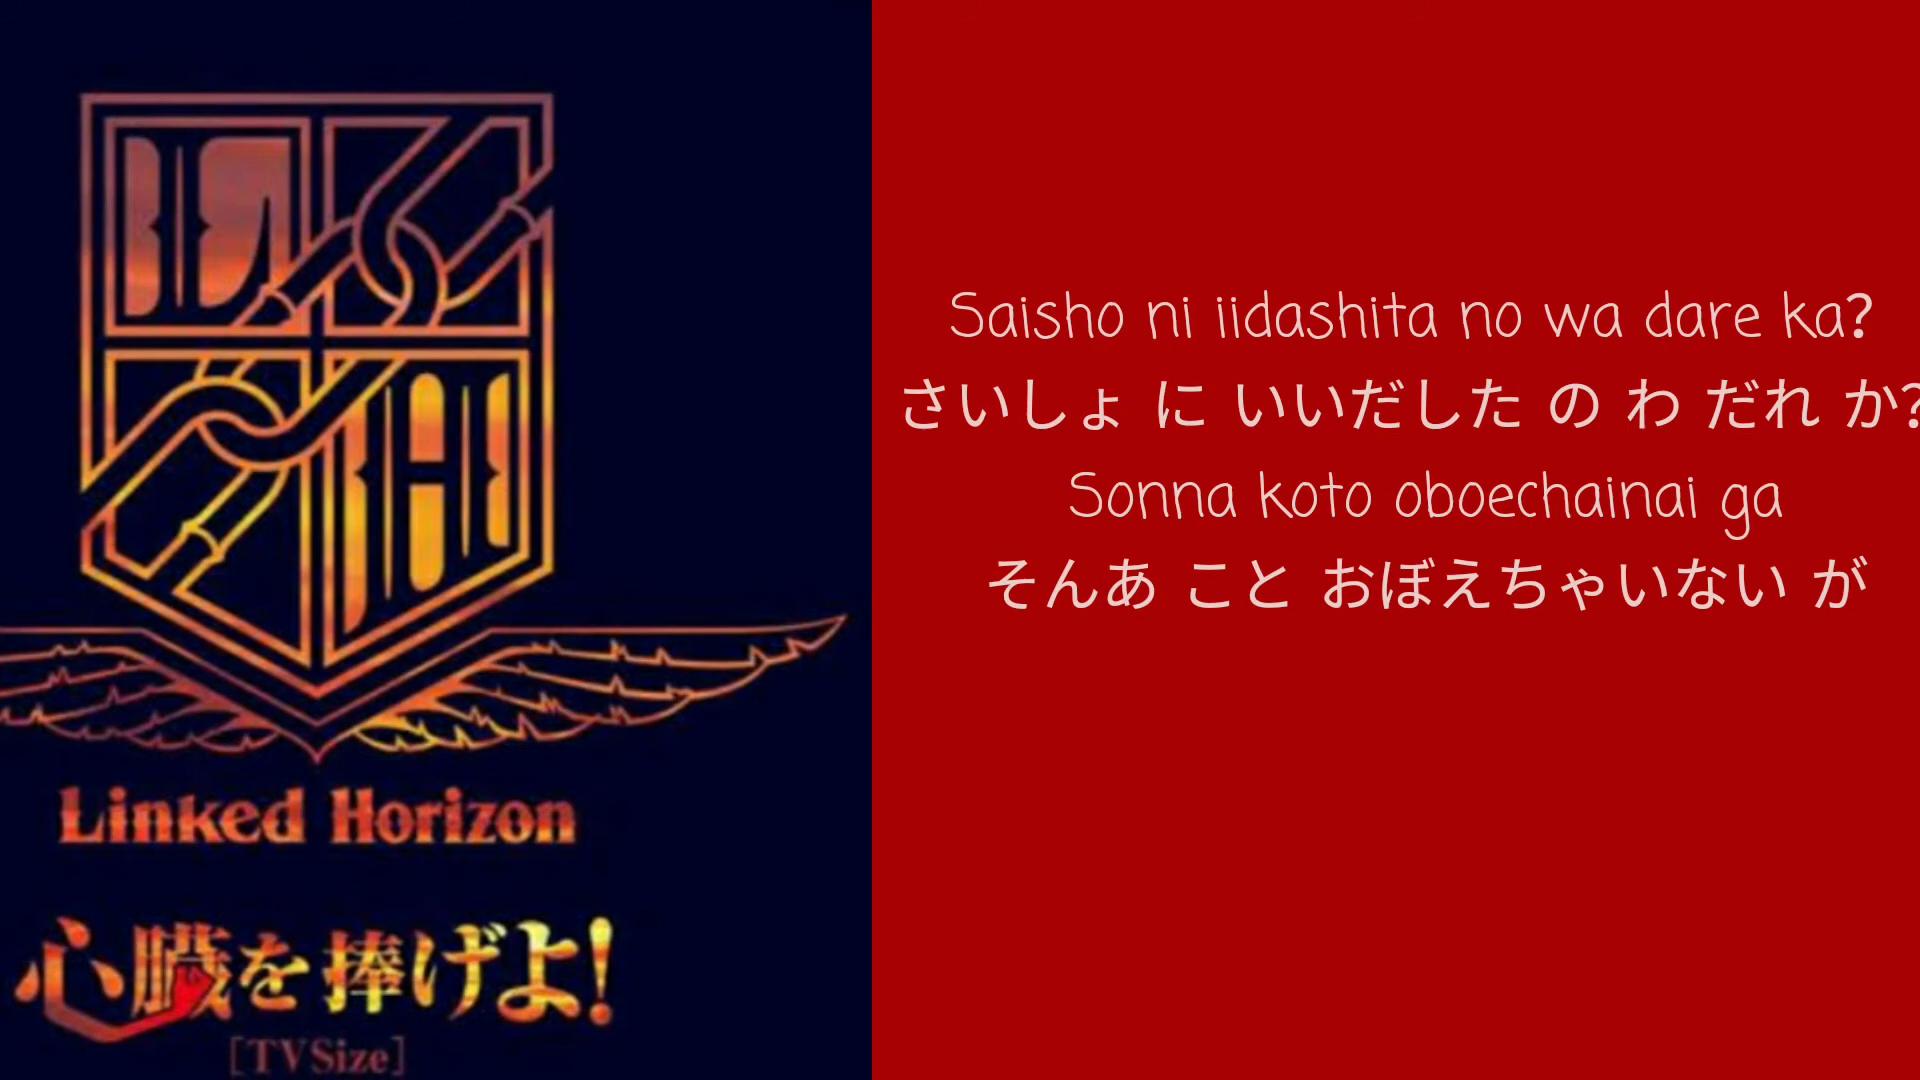 Linked Horizon
心臓を捧げよ!
[TVSize]
Saisho ni iidashita no wa dare ka?
さいしょ に いいだした の わ だれ か?
Sonna koto oboechainai ga
そんあ こと おぼえちゃいない が